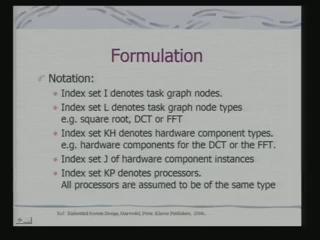 Formulation
Notation:
Index set I denotes task graph nodes.
Index set L denotes task graph node types
e.g. square root, DCT or FFT
Index set KH denotes hardware component types.
e.g. hardware components for the DCT or the FFT.
Index set J of hardware component instances
Index set KP denotes processors.
All processors are assumed to be of the same type
Ref: Embedded System Design, Marwedel, Peter, Kluwer Publishers,